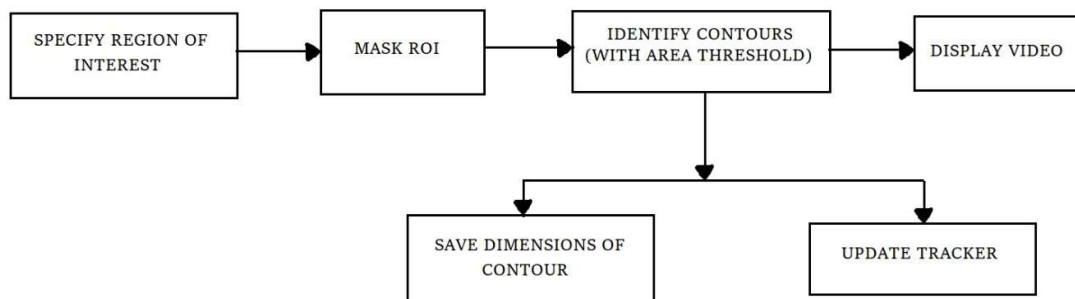 SPECIFY REGION OF
INTEREST
MASK ROI
IDENTIFY CONTOURS
(WITH AREA THRESHOLD)
DISPLAY VIDEO
SAVE DIMENSIONS OF
CONTOUR
UPDATE TRACKER